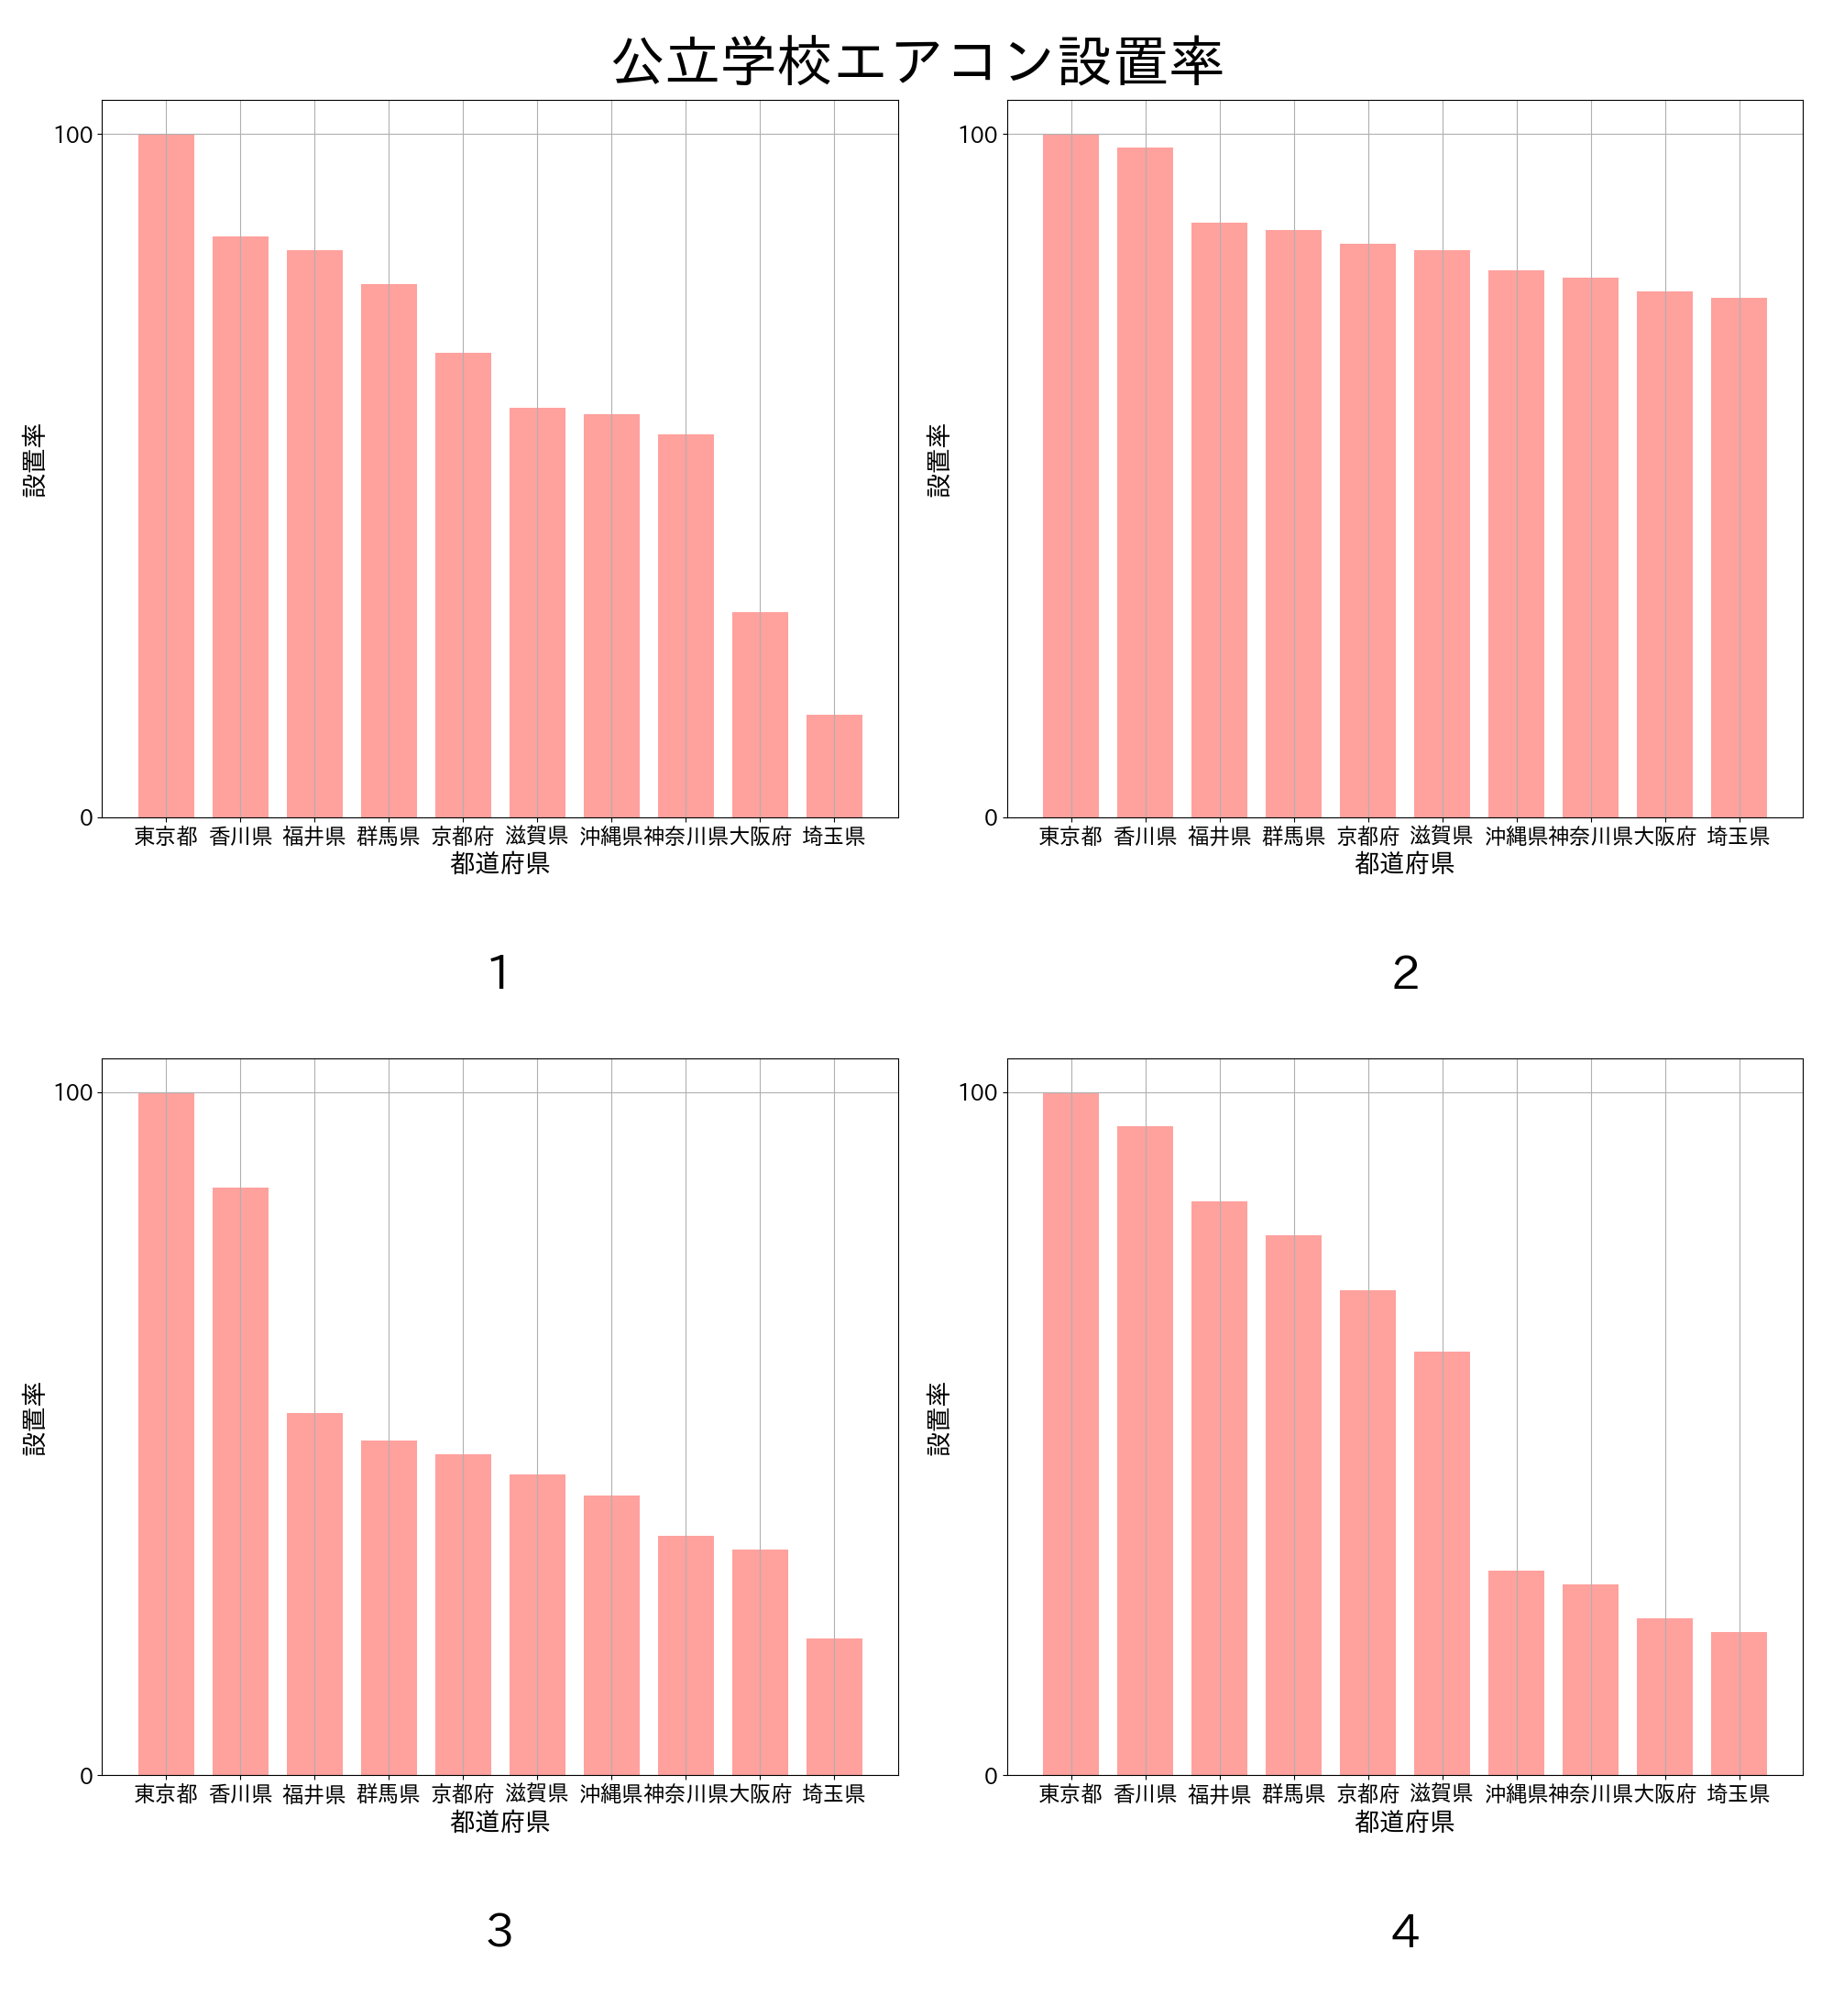 公立学校エアコン設置率
100
0
設置率
東京都 香川県 福井県 群馬県 京都府 滋賀県 沖縄県 神奈川県 大阪府 埼玉県
都道府県
1
100
0
設置率
東京都 香川県 福井県 群馬県 京都府 滋賀県 沖縄県 神奈川県 大阪府 埼玉県
都道府県
2
100
0
設置率
東京都 香川県 福井県 群馬県 京都府 滋賀県 沖縄県 神奈川県 大阪府 埼玉県
都道府県
3
100
0
設置率
東京都 香川県 福井県 群馬県 京都府 滋賀県 沖縄県 神奈川県 大阪府 埼玉県
都道府県
4